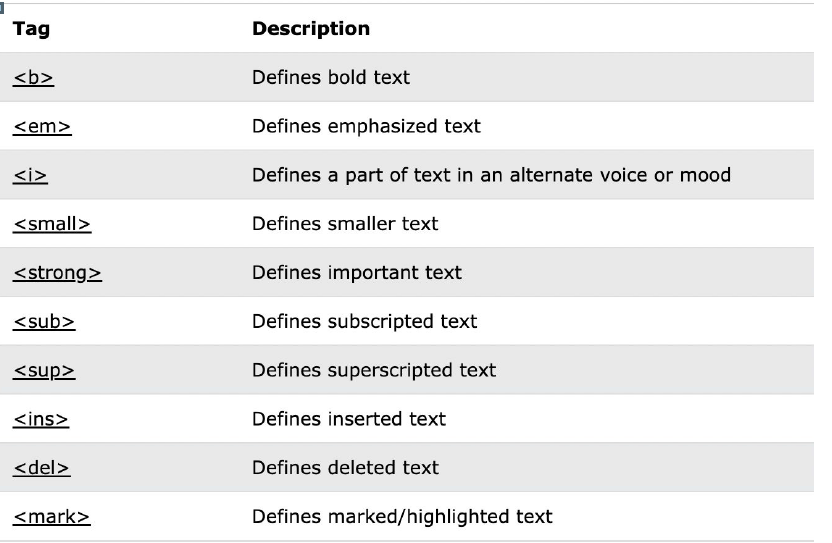 Tag Description
<b> Defines bold text
<em> Defines emphasized text
<i> Defines a part of text in an alternate voice or mood
<small> Defines smaller text
<strong> Defines important text
<sub> Defines subscripted text
<sup> Defines superscripted text
<ins> Defines inserted text
<del> Defines deleted text
<mark> Defines marked/highlighted text